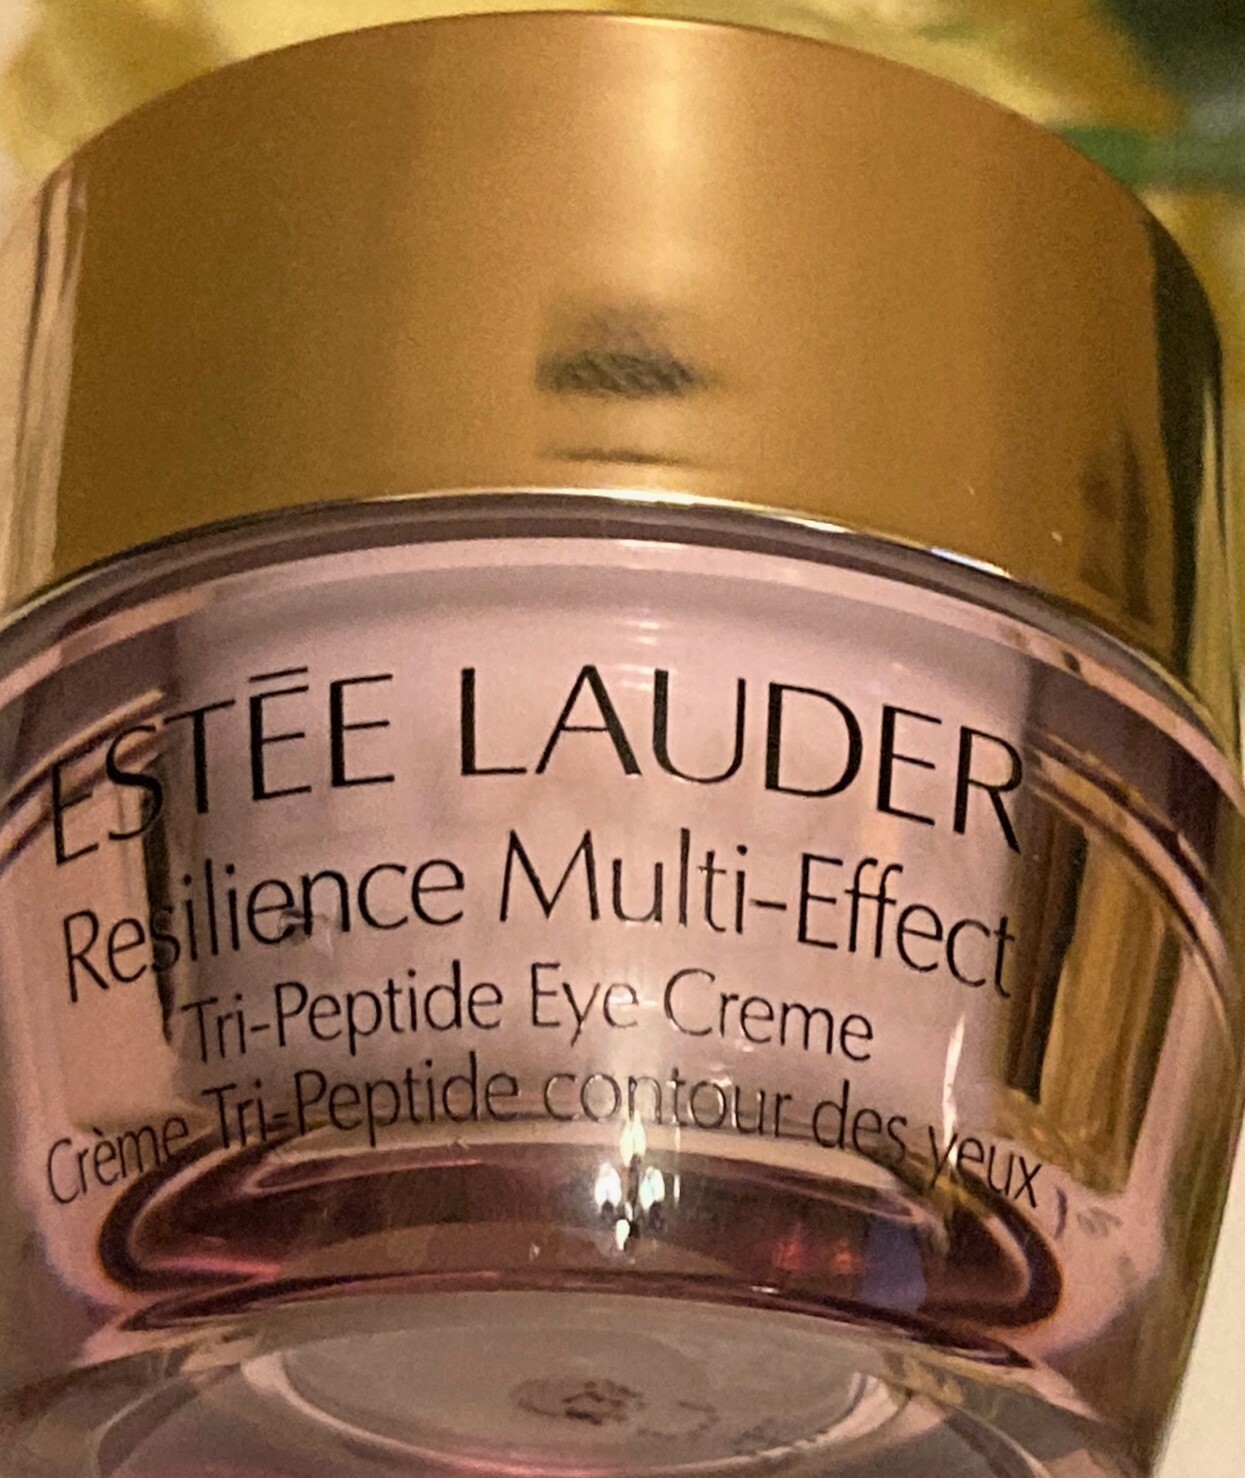 ESTĒE LAUDER
Resilience Multi-Effect
Tri-Peptide Eye Creme
Crème Tri-Peptide contour des yeux